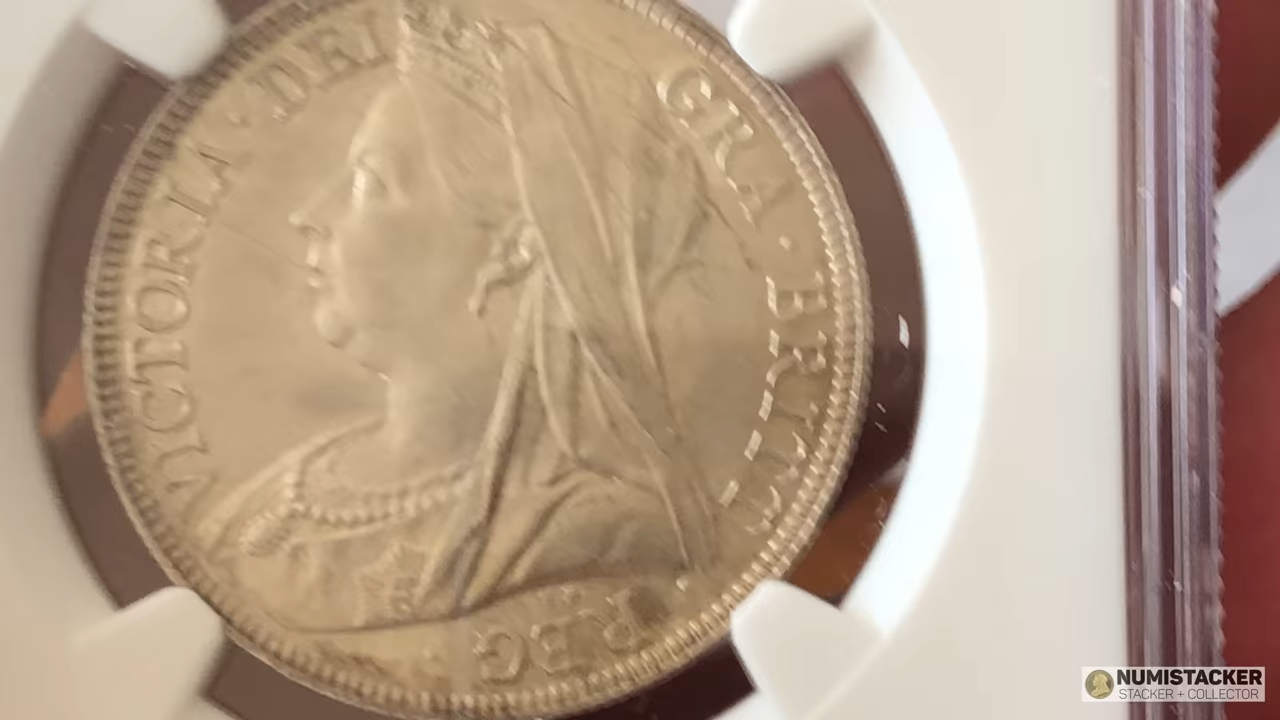 VICTORIA · DEI
GRA · BRITT
REG
NUMISTACKER
STACKER + COLLECTOR